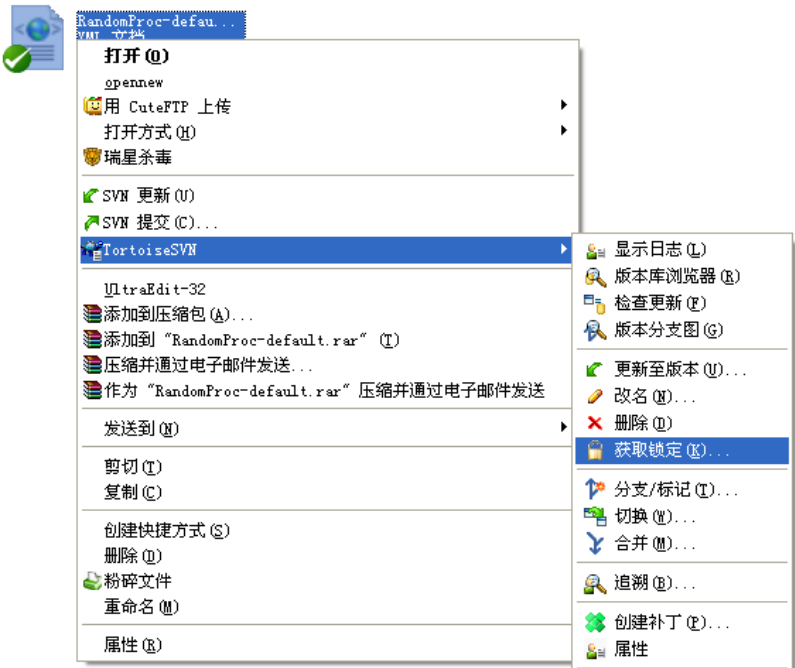 RandomProc-defau...
XML 文档
打开(O)
opennew
用 CuteFTP 上传
打开方式(H)
瑞星杀毒
SVN 更新(U)
SVN 提交(C)...
TortoiseSVN
UltraEdit-32
添加到压缩包(A)...
添加到 "RandomProc-default.rar" (T)
压缩并通过电子邮件发送...
作为 "RandomProc-default.rar" 压缩并通过电子邮件发送
发送到(N)
剪切(T)
复制(C)
创建快捷方式(S)
删除(D)
粉碎文件
重命名(M)
属性(R)
显示日志(L)
版本库浏览器(R)
检查更新(F)
版本分支图(G)
更新至版本(U)...
改名(N)...
删除(D)
获取锁定(K)...
分支/标记(T)...
切换(W)...
合并(M)...
追溯(B)...
创建补丁(P)...
属性